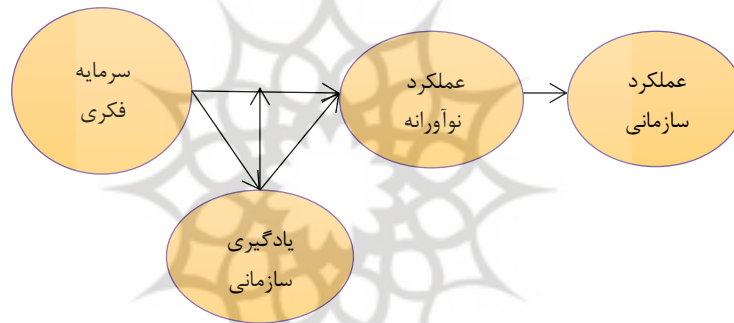 سرمایه
فکری
عملکرد
نوآورانه
عملکرد
سازمانی
یادگیری
سازمانی